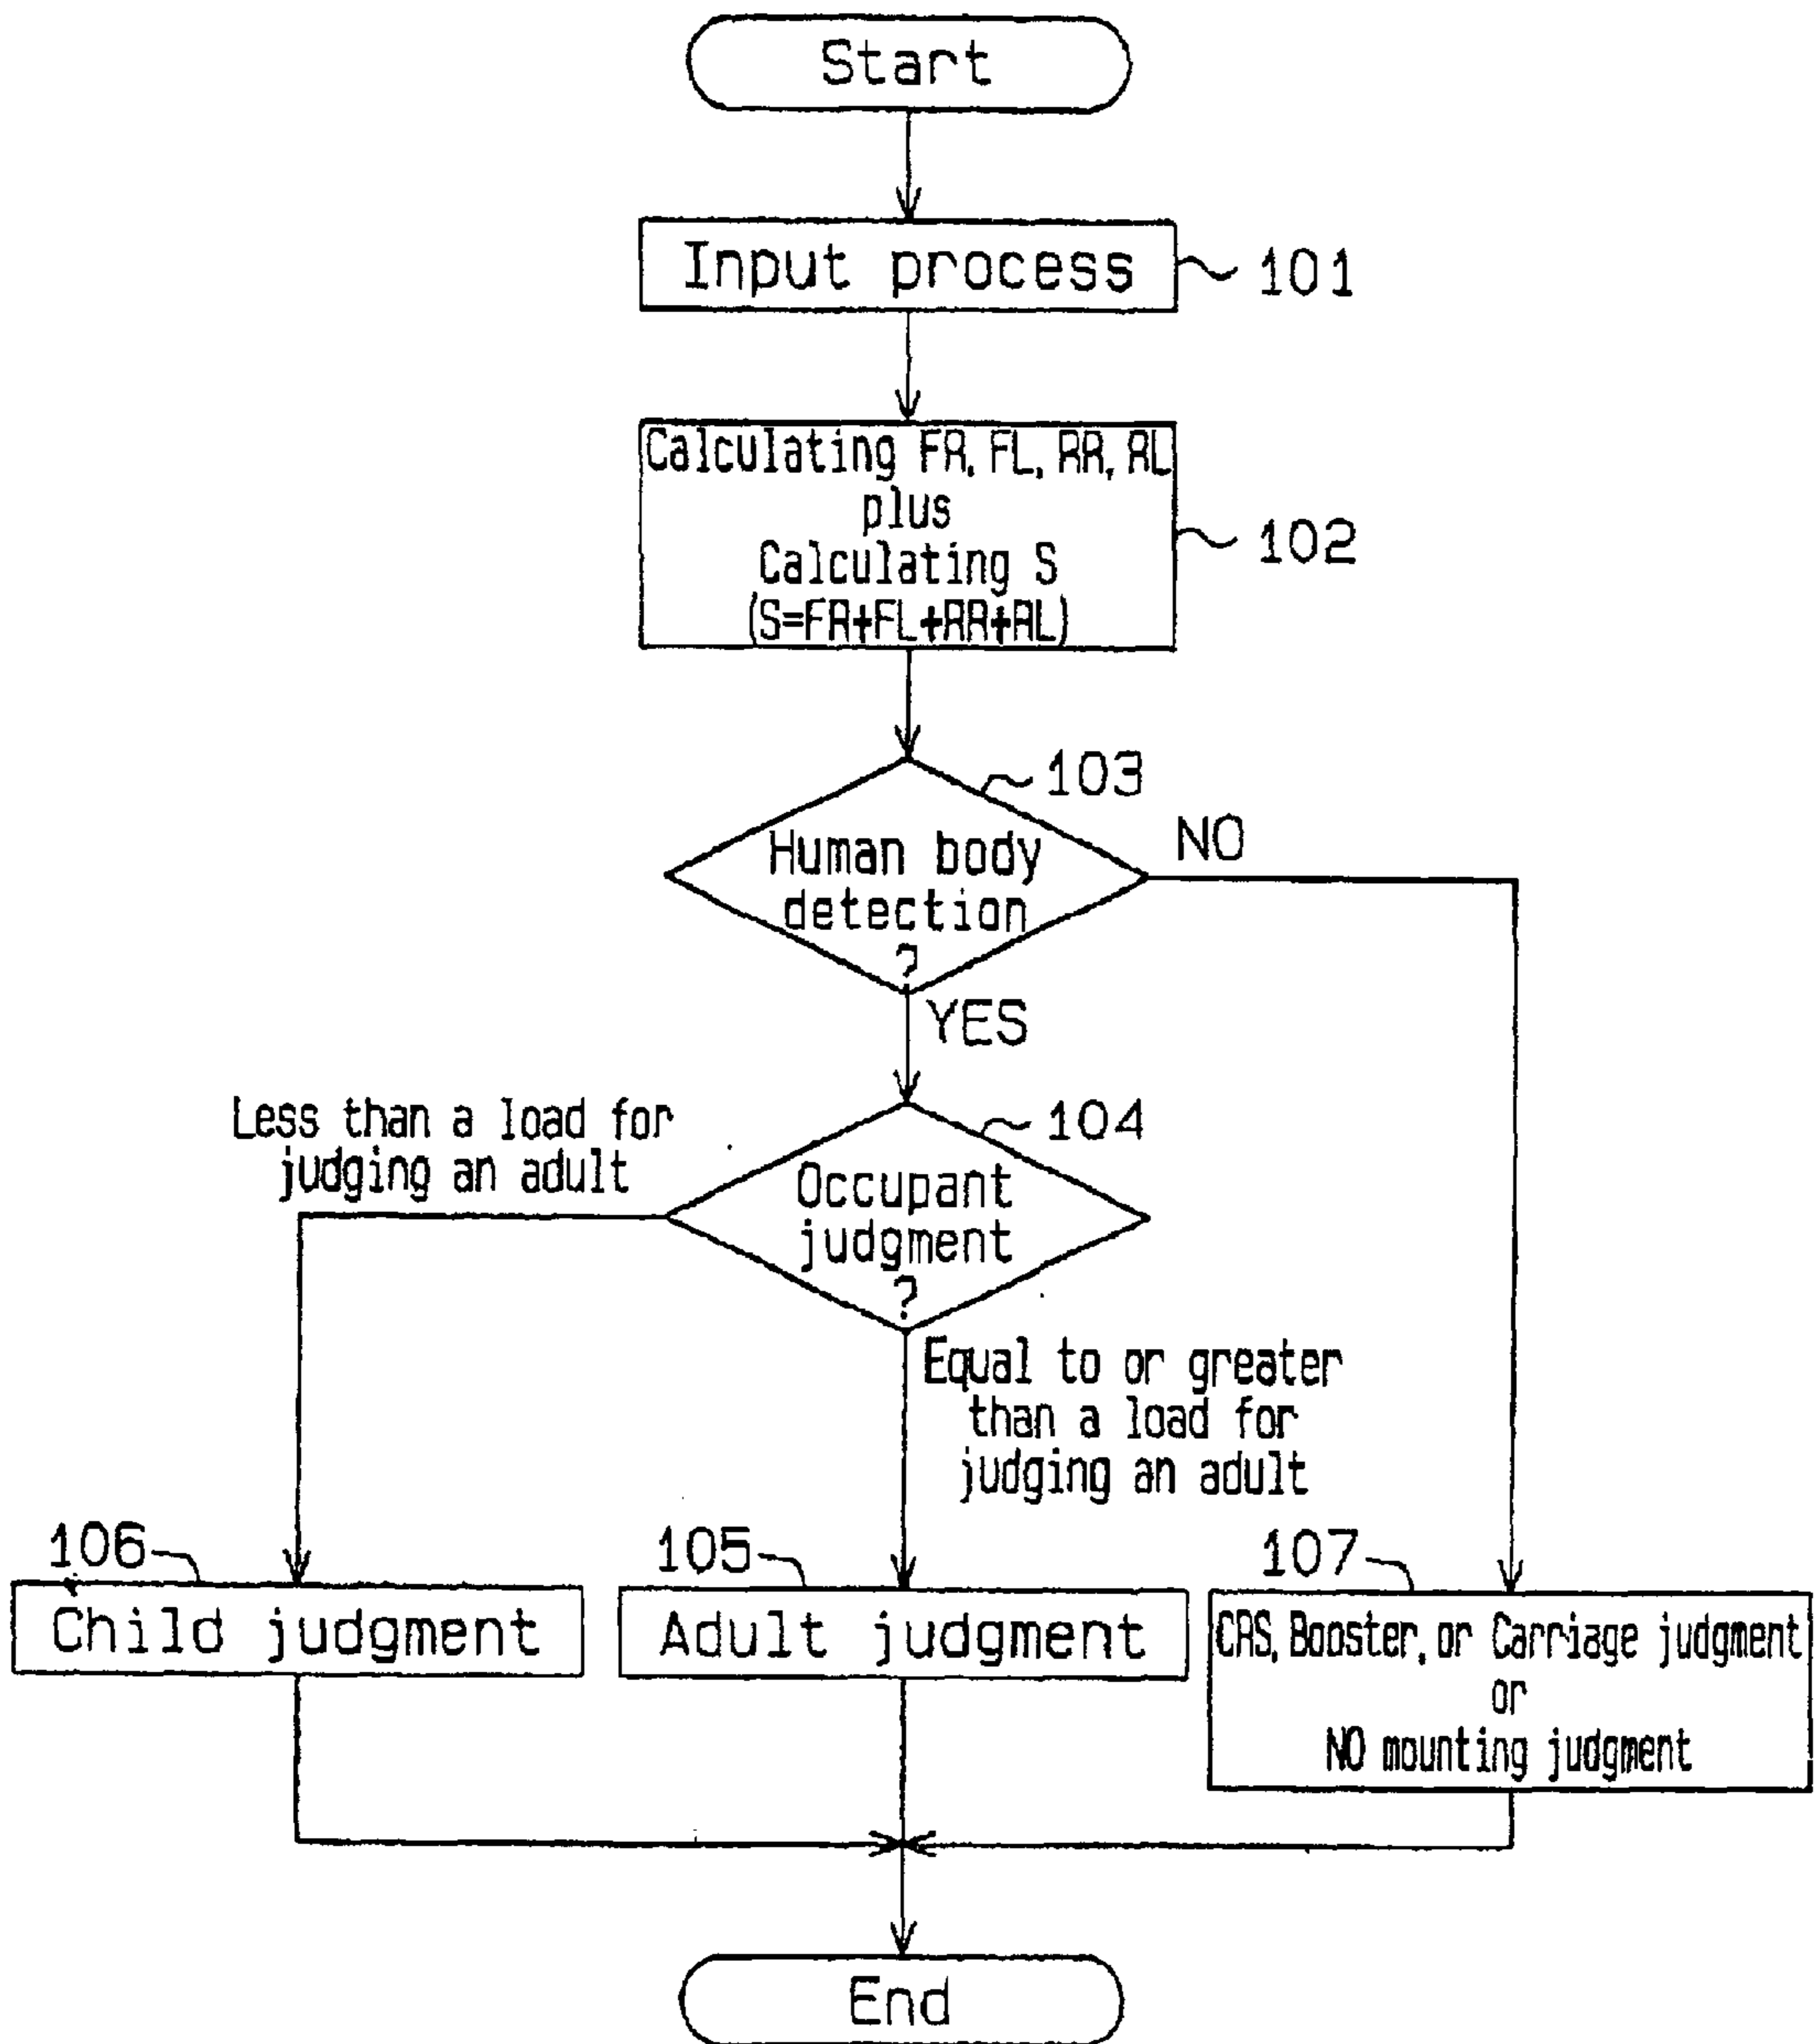 Start
Input process
101
Calculating FR, FL, RR, RL
plus
Calculating S
(S=FR+FL+RR+RL)
102
103
Human body
detection
?
NO
YES
Less than a load for
judging an adult
104
Occupant
judgment
?
Equal to or greater
than a load for
judging an adult
106
Child judgment
105
Adult judgment
107
CRS, Booster, or Carriage judgment
or
NO mounting judgment
End